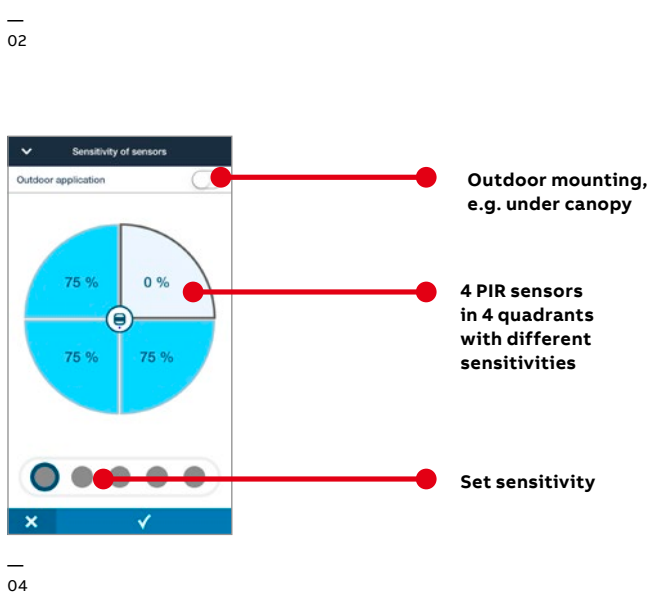 —
02
Sensitivity of sensors
Outdoor application
Outdoor mounting,
e.g. under canopy
75 %
0 %
75 %
75 %
4 PIR sensors
in 4 quadrants
with different
sensitivities
Set sensitivity
—
04